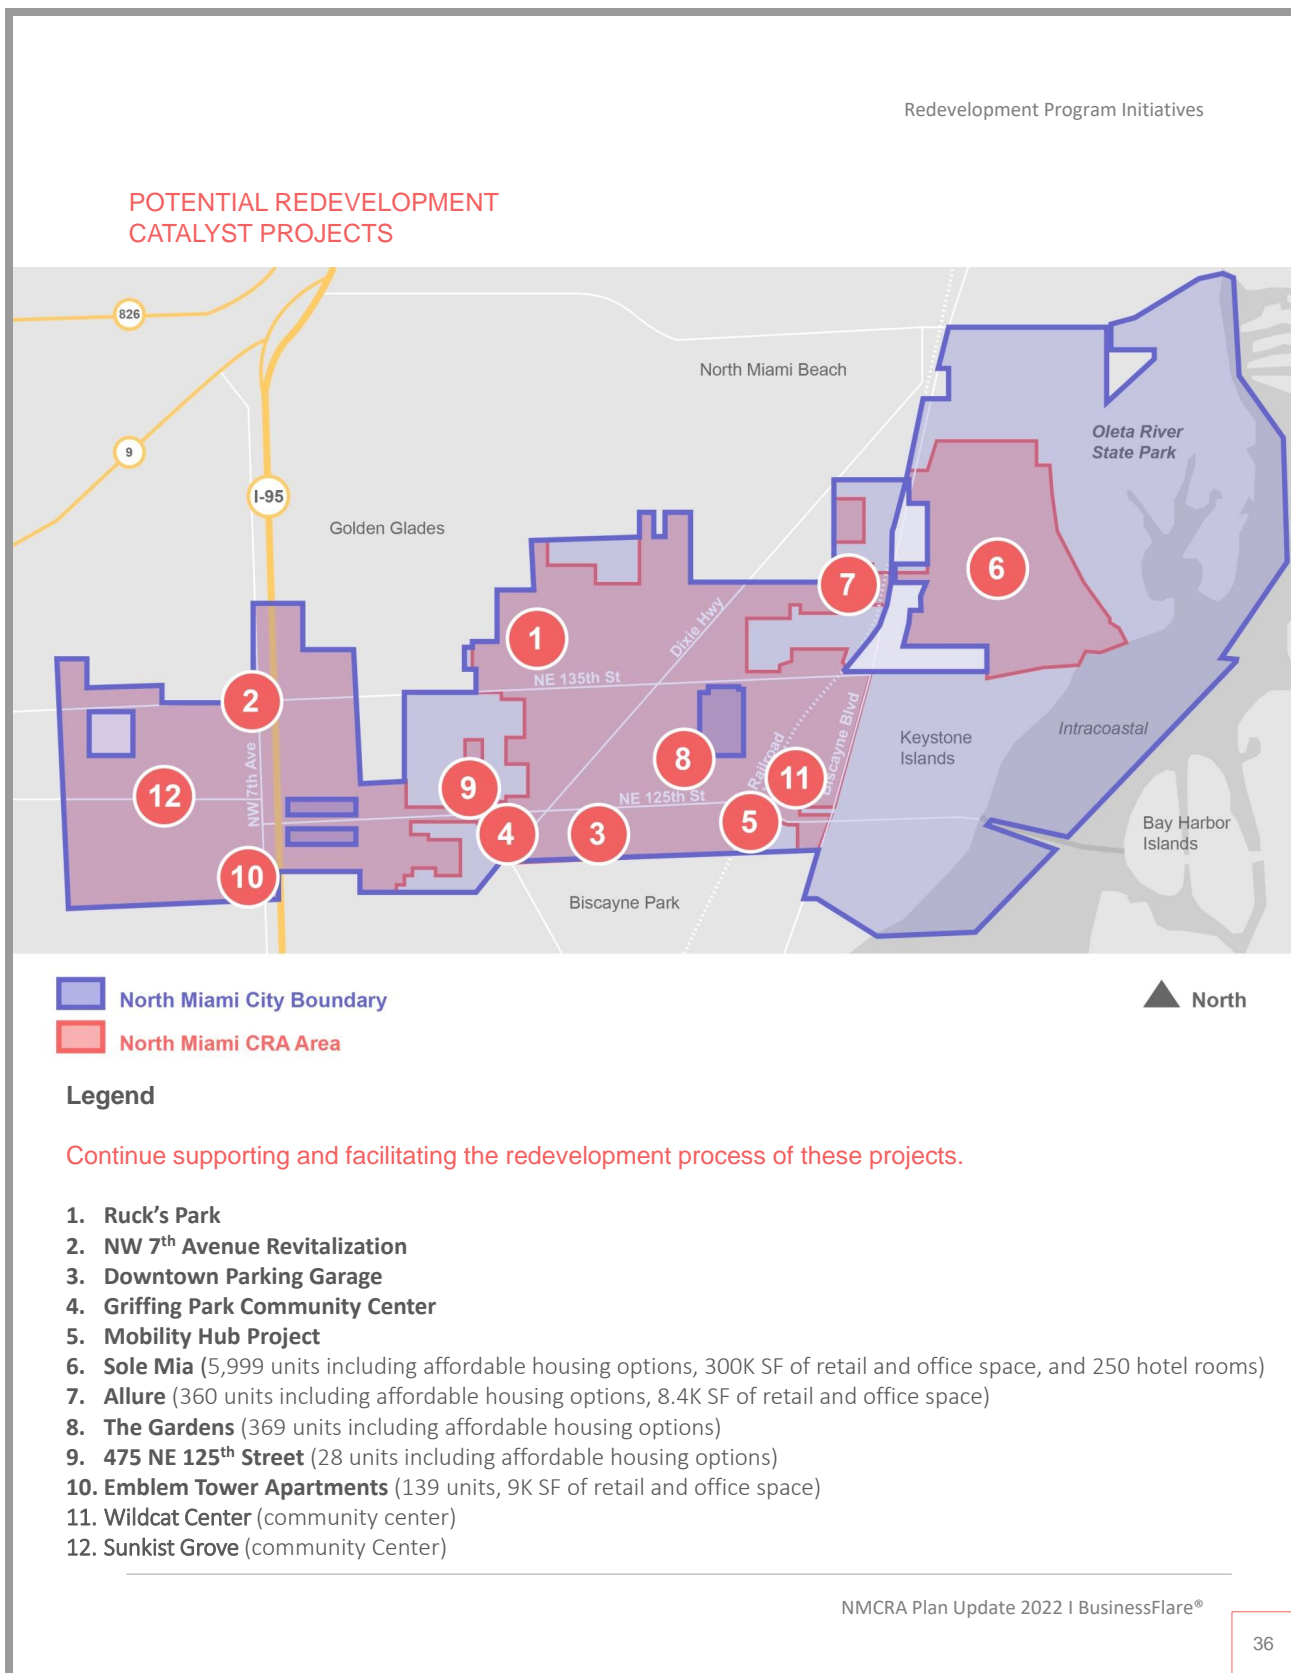 Redevelopment Program Initiatives
POTENTIAL REDEVELOPMENT
CATALYST PROJECTS
826
North Miami Beach
Oleta River
State Park
9
I-95
Golden Glades
6
7
Dixie Hwy
1
NE 135th St
2
Biscayne Blvd
Intracoastal
Keystone
Islands
NW 7th Ave
8
Railroad
11
9
12
NE 125th St
5
4
3
Bay Harbor
Islands
10
Biscayne Park
North Miami City Boundary
North
North Miami CRA Area
Legend
Continue supporting and facilitating the redevelopment process of these projects.
1. Ruck’s Park
2. NW 7th Avenue Revitalization
3. Downtown Parking Garage
4. Griffing Park Community Center
5. Mobility Hub Project
6. Sole Mia (5,999 units including affordable housing options, 300K SF of retail and office space, and 250 hotel rooms)
7. Allure (360 units including affordable housing options, 8.4K SF of retail and office space)
8. The Gardens (369 units including affordable housing options)
9. 475 NE 125th Street (28 units including affordable housing options)
10. Emblem Tower Apartments (139 units, 9K SF of retail and office space)
11. Wildcat Center (community center)
12. Sunkist Grove (community Center)
NMCRA Plan Update 2022 I BusinessFlare®
36